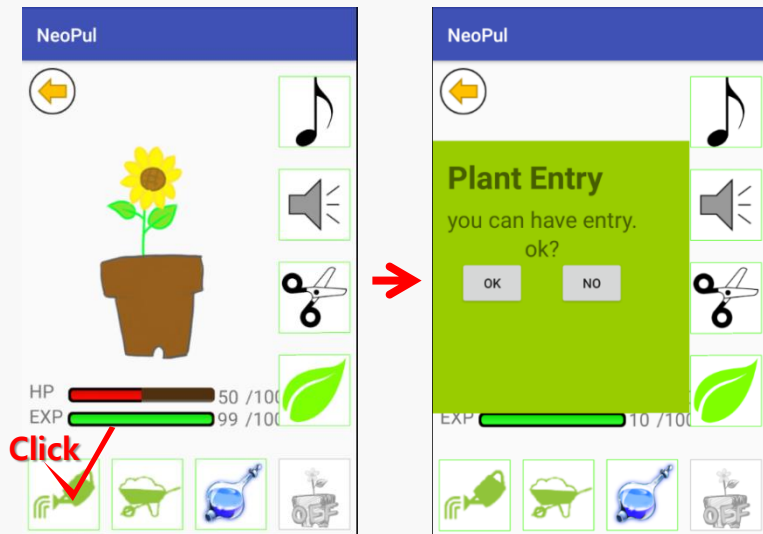 NeoPul
HP 50 /100
EXP 99 /100
Click
NeoPul
Plant Entry
you can have entry.
ok?
OK NO
EXP 10 /100